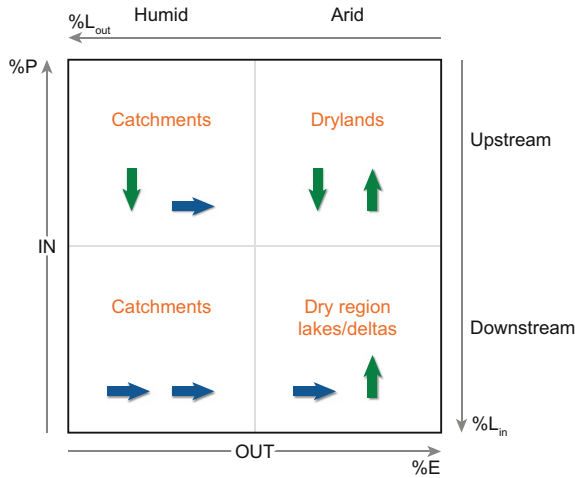 Humid Arid
%Lout
%P
Catchments Drylands
Upstream
IN
Catchments Dry region
lakes/deltas
Downstream
%Lin
OUT
%E